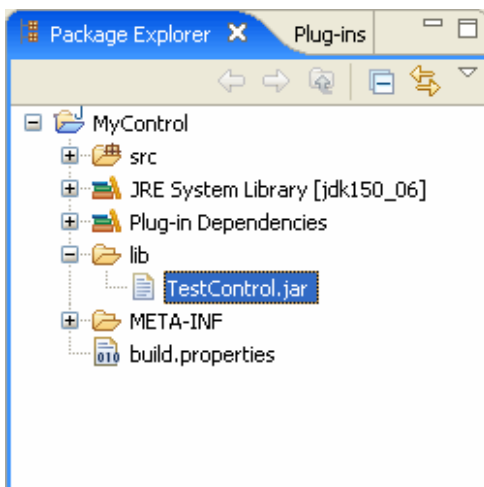 Package Explorer Plug-ins
MyControl
src
JRE System Library [jdk150_06]
Plug-in Dependencies
lib
TestControl.jar
META-INF
010 build.properties